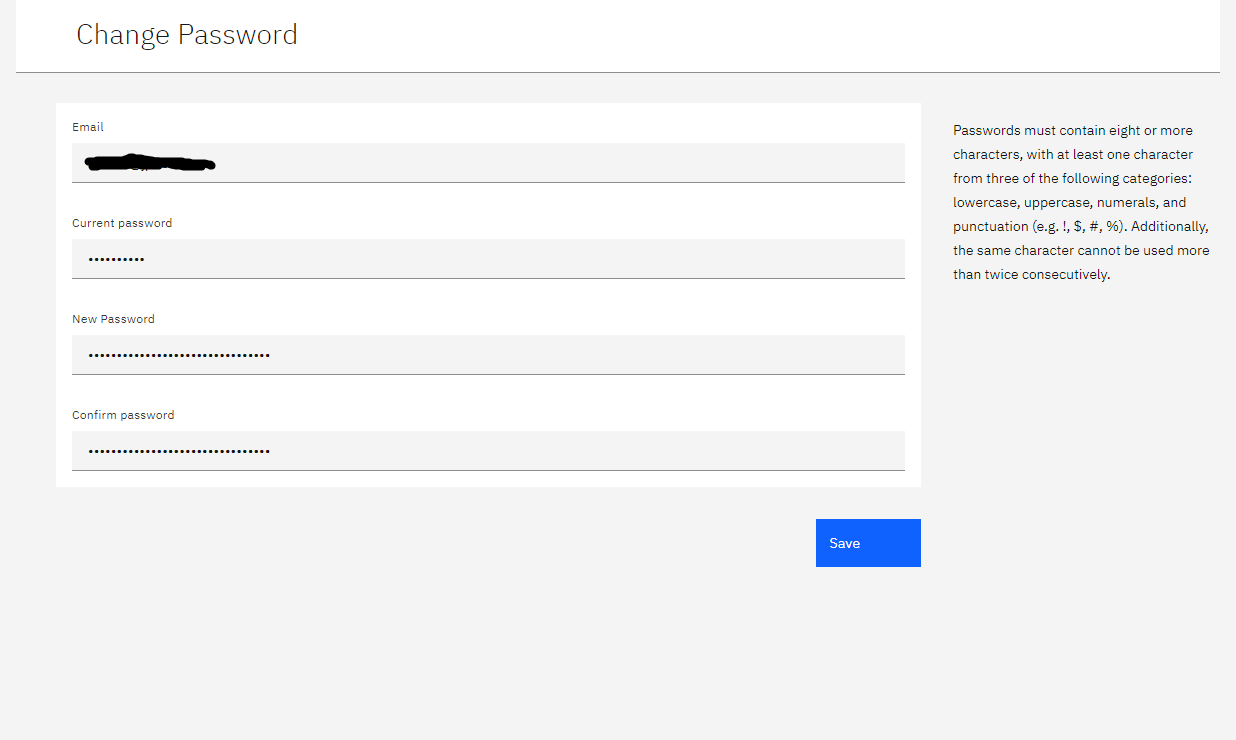 Change Password
Email
Current password
••••••••••
New Password
••••••••••••••••••••••••••••••••
Confirm password
••••••••••••••••••••••••••••••••
Save
Passwords must contain eight or more
characters, with at least one character
from three of the following categories:
lowercase, uppercase, numerals, and
punctuation (e.g. !, $, #, %). Additionally,
the same character cannot be used more
than twice consecutively.